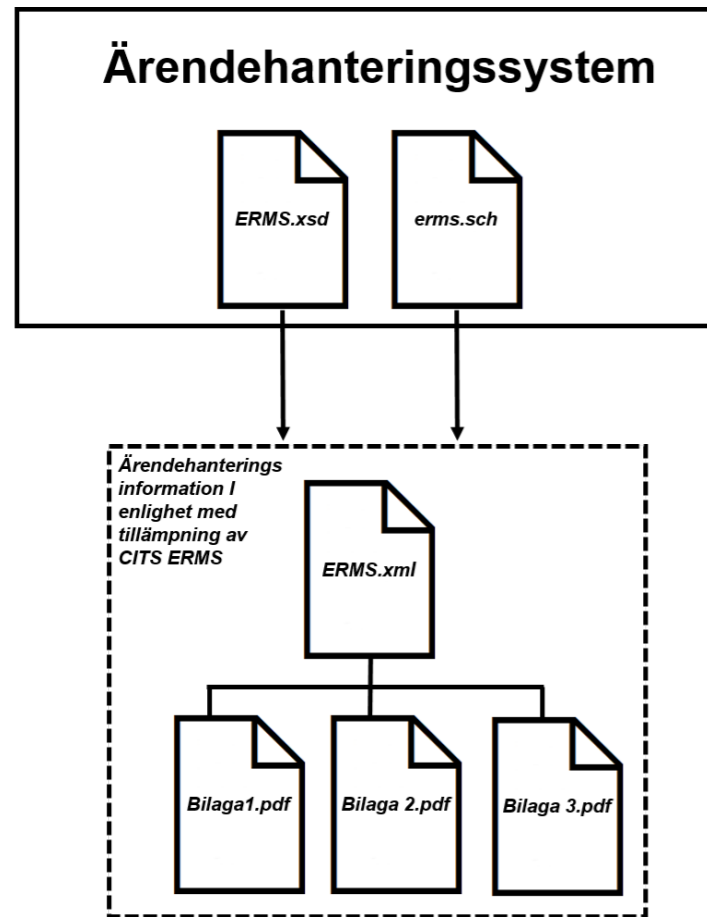 Ärendehanteringssystem
ERMS.xsd
erms.sch
Ärendehanterings
information I
enlighet med
tillämpning av
CITS ERMS
ERMS.xml
Bilaga1.pdf
Bilaga 2.pdf
Bilaga 3.pdf